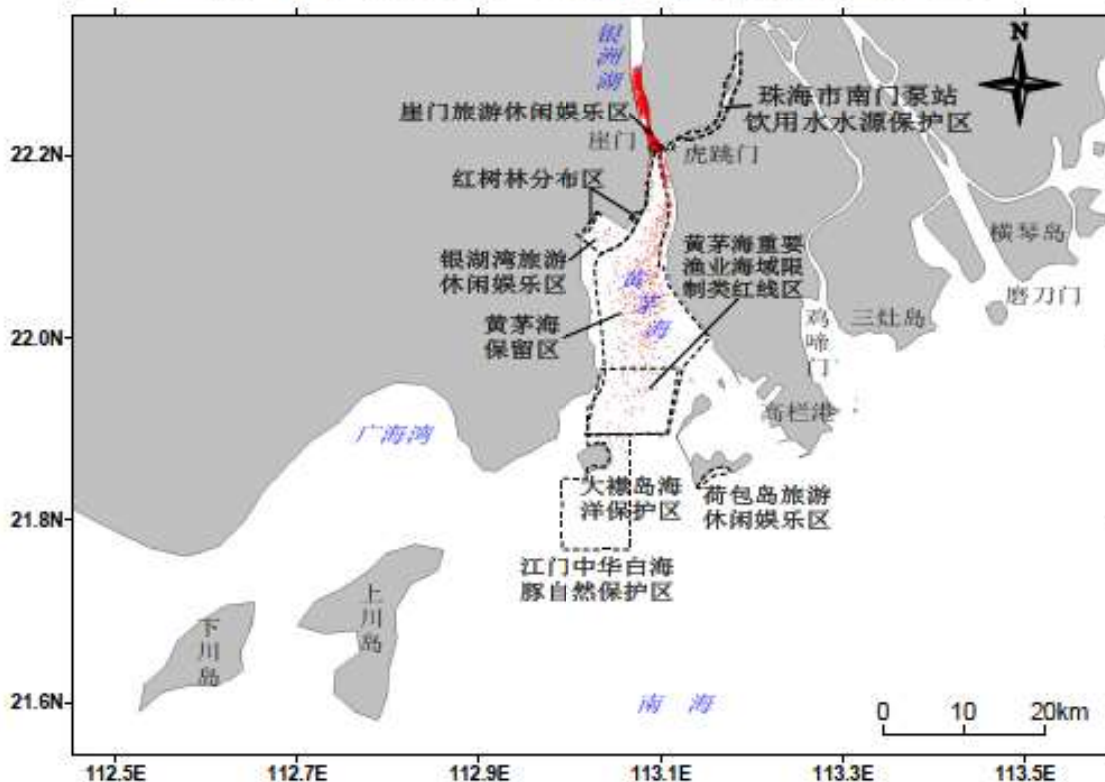 N
银洲湖
珠海市南门泵站
饮用水水源保护区
崖门旅游休闲娱乐区
崖门
虎跳门
22.2N
红树林分布区
黄茅海重要
渔业海域限
制类红线区
横琴岛
银湖湾旅游
休闲娱乐区
黄茅海
磨刀门
三灶岛
鸡啼门
22.0N
黄茅海
保留区
高栏港
广海湾
大襟岛海
洋保护区
荷包岛旅游
休闲娱乐区
21.8N
江门中华白海
豚自然保护区
上川岛
下川岛
21.6N
南 海
0 10 20km
112.5E 112.7E 112.9E 113.1E 113.3E 113.5E